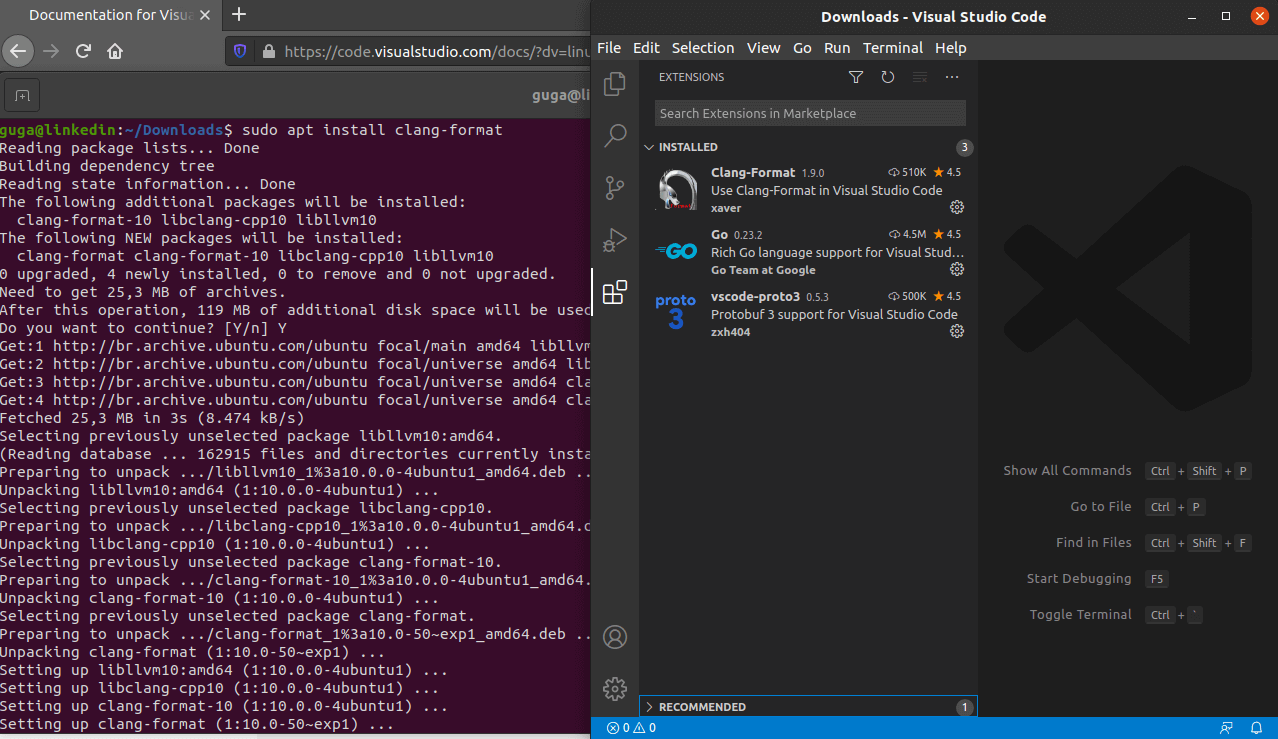 Documentation for Visua
https://code.visualstudio.com/docs/?dv=linu
guga@li
guga@linkedin:~/Downloads$ sudo apt install clang-format
Reading package lists... Done
Building dependency tree
Reading state information... Done
The following additional packages will be installed:
clang-format-10 libclang-cpp10 libllvm10
The following NEW packages will be installed:
clang-format clang-format-10 libclang-cpp10 libllvm10
0 upgraded, 4 newly installed, 0 to remove and 0 not upgraded.
Need to get 25,3 MB of archives.
After this operation, 119 MB of additional disk space will be used
Do you want to continue? [Y/n] Y
Get:1 http://br.archive.ubuntu.com/ubuntu focal/main amd64 libllvm
Get:2 http://br.archive.ubuntu.com/ubuntu focal/universe amd64 lib
Get:3 http://br.archive.ubuntu.com/ubuntu focal/universe amd64 cla
Get:4 http://br.archive.ubuntu.com/ubuntu focal/universe amd64 cla
Fetched 25,3 MB in 3s (8.474 kB/s)
Selecting previously unselected package libllvm10:amd64.
(Reading database ... 162915 files and directories currently insta
Preparing to unpack .../libllvm10_1%3a10.0.0-4ubuntu1_amd64.deb ..
Unpacking libllvm10:amd64 (1:10.0.0-4ubuntu1) ...
Selecting previously unselected package libclang-cpp10.
Preparing to unpack .../libclang-cpp10_1%3a10.0.0-4ubuntu1_amd64.d
Unpacking libclang-cpp10 (1:10.0.0-4ubuntu1) ...
Selecting previously unselected package clang-format-10.
Preparing to unpack .../clang-format-10_1%3a10.0.0-4ubuntu1_amd64.
Unpacking clang-format-10 (1:10.0.0-4ubuntu1) ...
Selecting previously unselected package clang-format.
Preparing to unpack .../clang-format_1%3a10.0-50~exp1_amd64.deb ..
Unpacking clang-format (1:10.0-50~exp1) ...
Setting up libllvm10:amd64 (1:10.0.0-4ubuntu1) ...
Setting up libclang-cpp10 (1:10.0.0-4ubuntu1) ...
Setting up clang-format-10 (1:10.0.0-4ubuntu1) ...
Setting up clang-format (1:10.0-50~exp1) ...
Downloads - Visual Studio Code
File Edit Selection View Go Run Terminal Help
EXTENSIONS
Search Extensions in Marketplace
INSTALLED 3
Clang-Format 1.9.0 510K 4.5
Use Clang-Format in Visual Studio Code
xaver
GO
Go 0.23.2 4.5M 4.5
Rich Go language support for Visual Stud...
Go Team at Google
proto
3
vscode-proto3 0.5.3 500K 4.5
Protobuf 3 support for Visual Studio Code
zxh404
RECOMMENDED 1
Show All Commands Ctrl + Shift + P
Go to File Ctrl + P
Find in Files Ctrl + Shift + F
Start Debugging F5
Toggle Terminal Ctrl + `
0 0